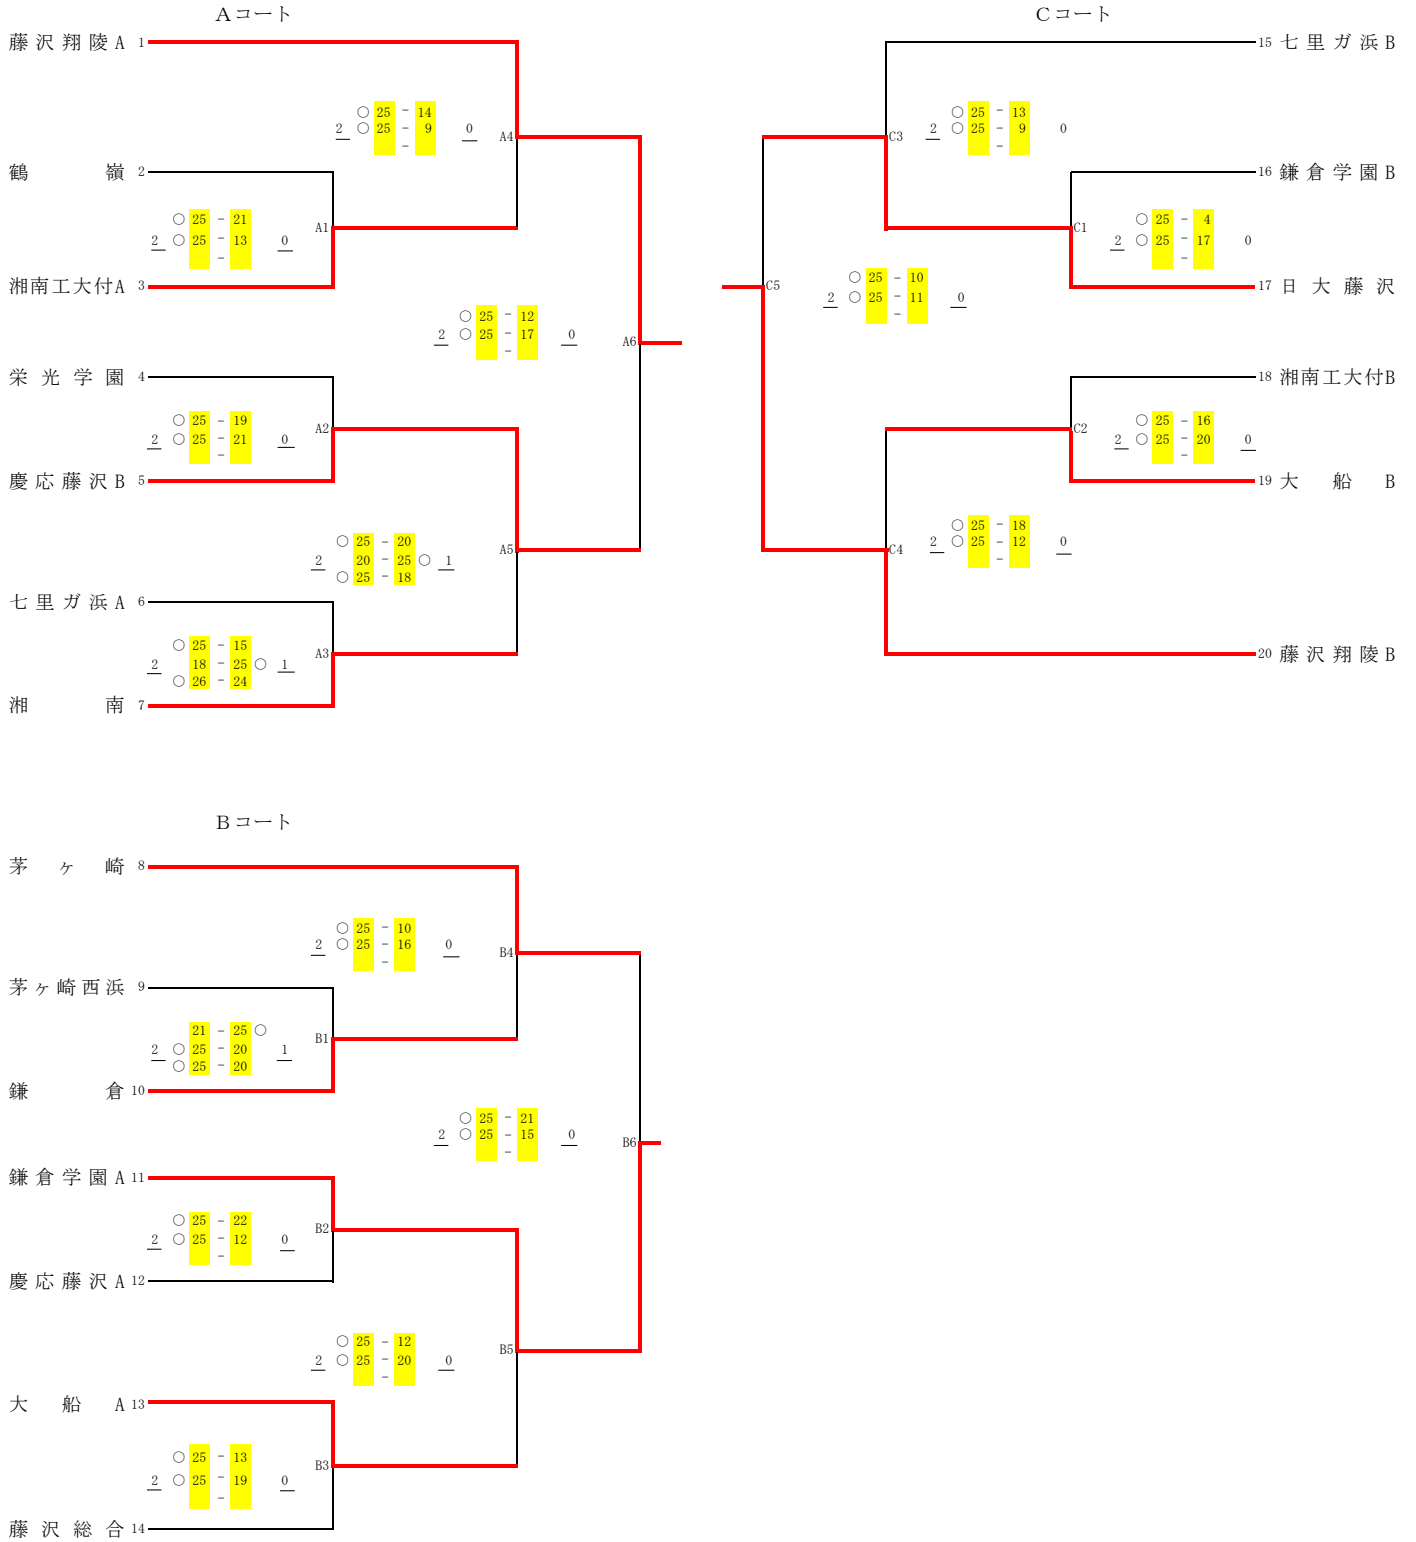 Aコート
藤沢翔陵A 1
○ 25 - 14
2 ○ 25 - 9 0
-
A4
鶴嶺 2
○ 25 - 21
2 ○ 25 - 13 0
-
A1
湘南工大付A 3
○ 25 - 12
2 ○ 25 - 17 0
-
A6
栄光学園 4
○ 25 - 19
2 ○ 25 - 21 0
-
A2
慶応藤沢B 5
○ 25 - 20
2 20 - 25 ○ 1
○ 25 - 18
A5
七里ガ浜A 6
○ 25 - 15
2 18 - 25 ○ 1
○ 26 - 24
A3
湘南 7
Cコート
15 七里ガ浜B
C3
○ 25 - 13
2 ○ 25 - 9 0
-
16 鎌倉学園B
C1
○ 25 - 4
2 ○ 25 - 17 0
-
17 日大藤沢
C5
○ 25 - 10
2 ○ 25 - 11 0
-
18 湘南工大付B
C2
○ 25 - 16
2 ○ 25 - 20 0
-
19 大船B
C4
○ 25 - 18
2 ○ 25 - 12 0
-
20 藤沢翔陵B
Bコート
茅ヶ崎 8
○ 25 - 10
2 ○ 25 - 16 0
-
B4
茅ヶ崎西浜 9
21 - 25 ○
2 ○ 25 - 20 1
○ 25 - 20
B1
鎌倉 10
○ 25 - 21
2 ○ 25 - 15 0
-
B6
鎌倉学園A 11
○ 25 - 22
2 ○ 25 - 12 0
-
B2
慶応藤沢A 12
○ 25 - 12
2 ○ 25 - 20 0
-
B5
大船A 13
○ 25 - 13
2 ○ 25 - 19 0
-
B3
藤沢総合 14